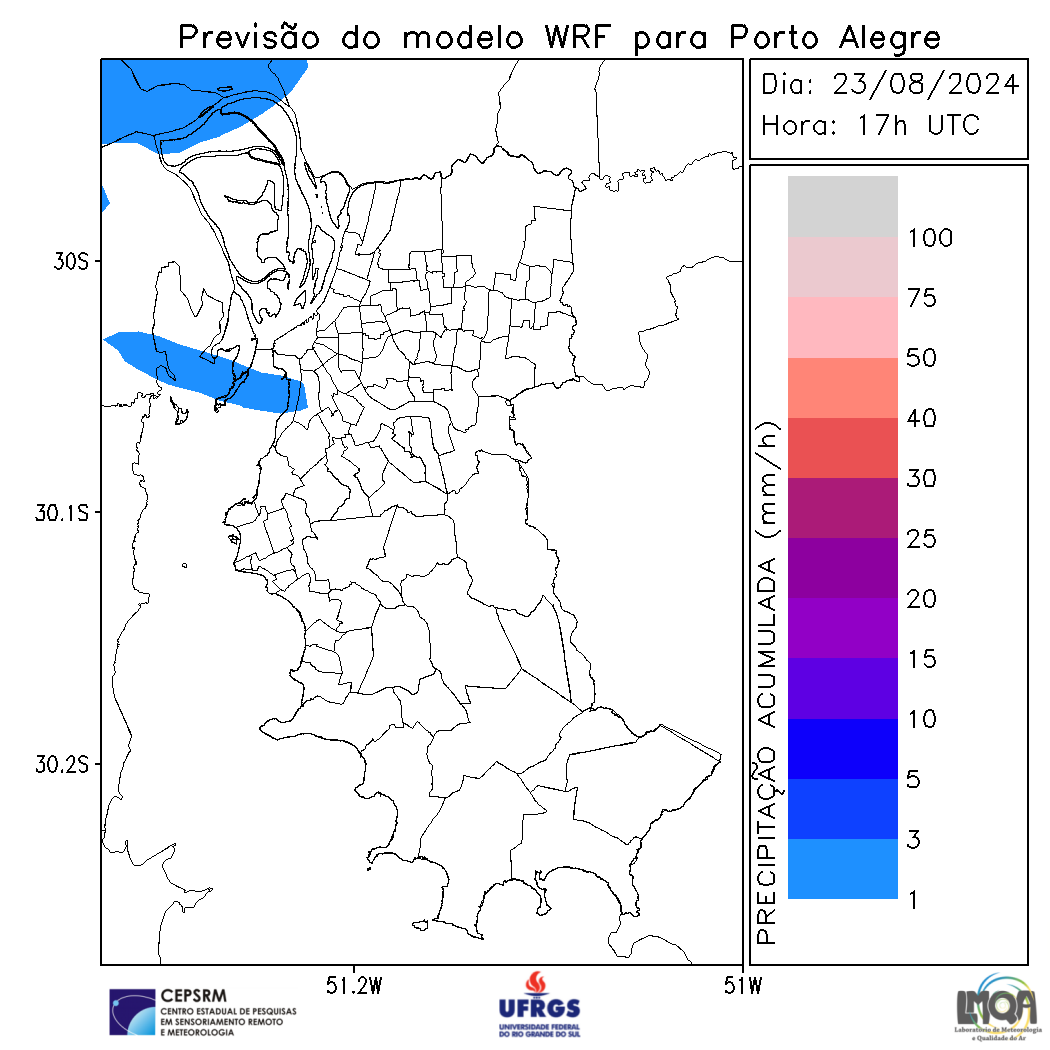 Previsão do modelo WRF para Porto Alegre
Dia: 23/08/2024
Hora: 17h UTC
30S
30.1S
30.2S
51.2W
51W
PRECIPITAÇÃO ACUMULADA (mm/h)
100
75
50
40
30
25
20
15
10
5
3
1
CEPSRM
CENTRO ESTADUAL DE PESQUISAS
EM SENSORIAMENTO REMOTO
E METEOROLOGIA
UFRGS
UNIVERSIDADE FEDERAL
DO RIO GRANDE DO SUL
LMQA
Laboratório de Meteorologia
e Qualidade do Ar